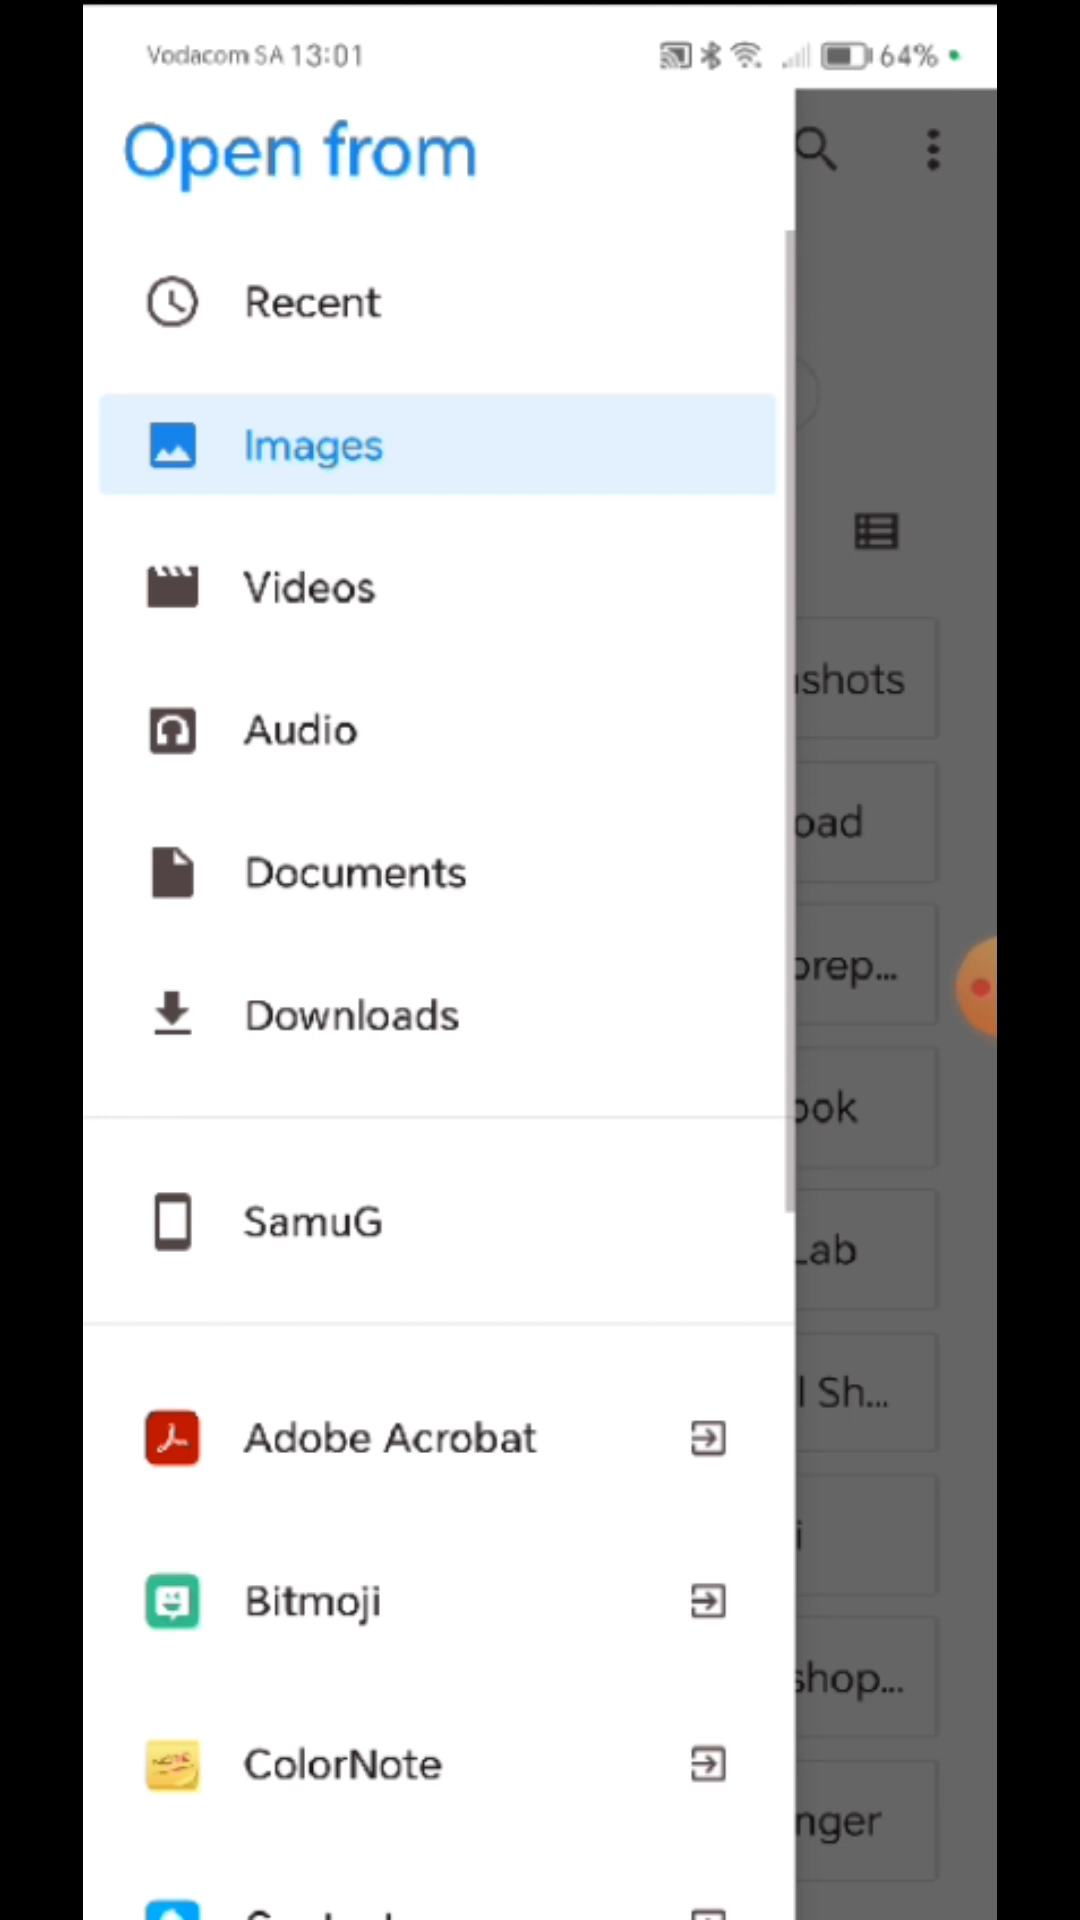 Vodacom SA 13:01 64%
Open from
Recent
Images
Videos
shots
Audio
oad
Documents
orep...
Downloads
ook
SamuG
Lab
Adobe Acrobat
l Sh...
Bitmoji
i
shop...
ColorNote
nger